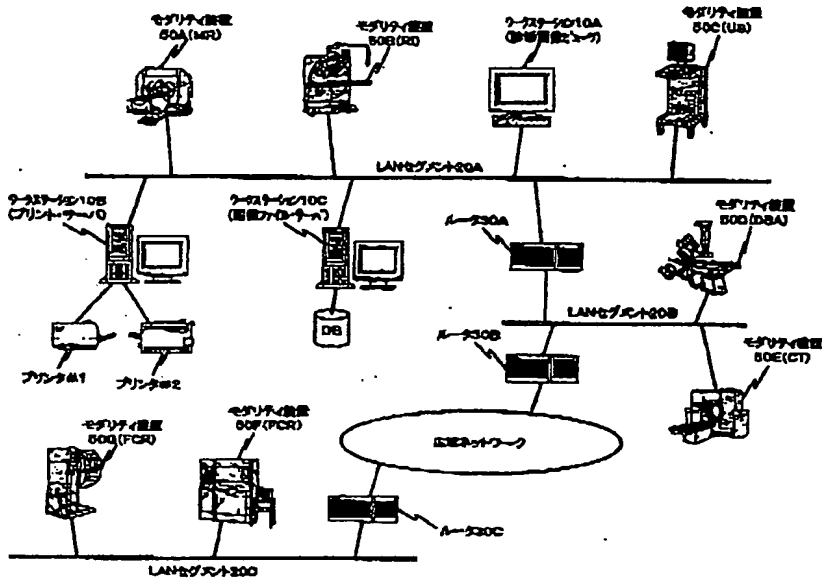 モダリティ装置
50A(MR)
モダリティ装置
50B(RI)
ワークステーション10A
(診断画像ビューワ)
モダリティ装置
50C(US)
LANセグメント20A
ワークステーション10B
(プリント・サーバ)
ワークステーション10C
(画像ファイル・サーバ)
ルータ30A
モダリティ装置
50D(DSA)
DB
LANセグメント20B
プリンタ#1
プリンタ#2
ルータ30B
モダリティ装置
50E(CT)
モダリティ装置
50G(FCR)
モダリティ装置
50F(FCR)
広域ネットワーク
ルータ30C
LANセグメント20C